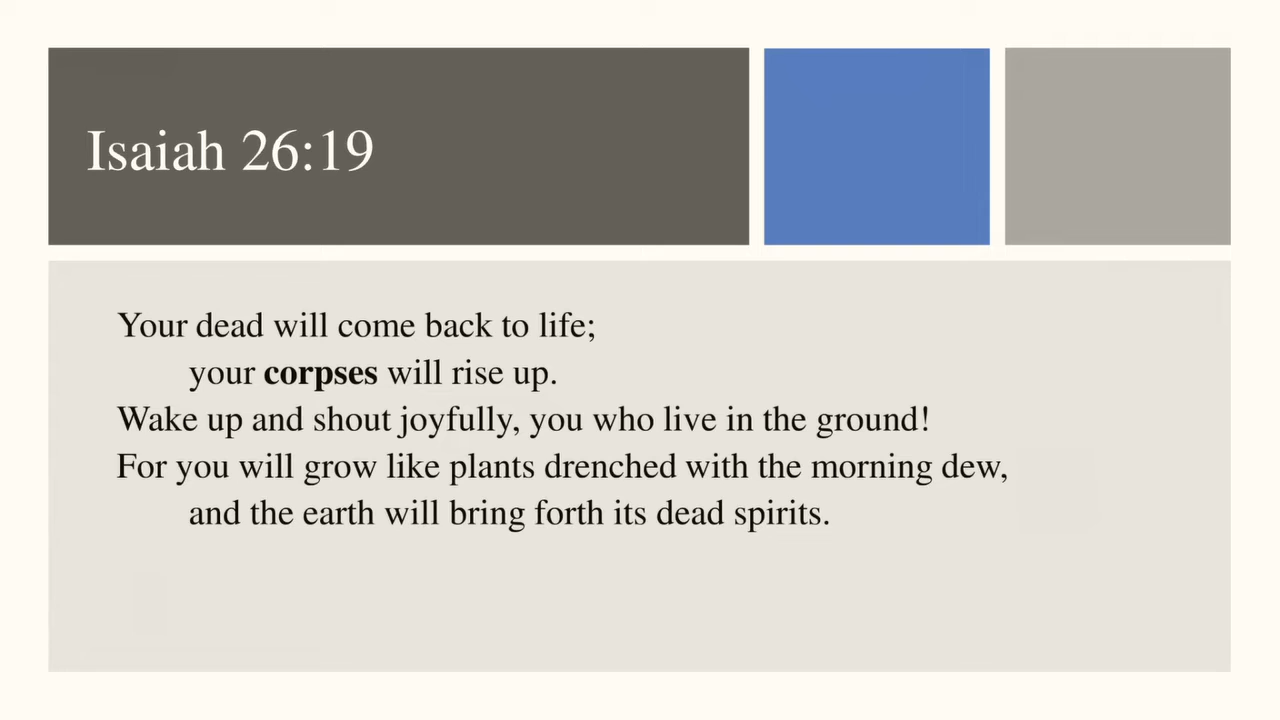 Isaiah 26:19
Your dead will come back to life;
your corpses will rise up.
Wake up and shout joyfully, you who live in the ground!
For you will grow like plants drenched with the morning dew,
and the earth will bring forth its dead spirits.